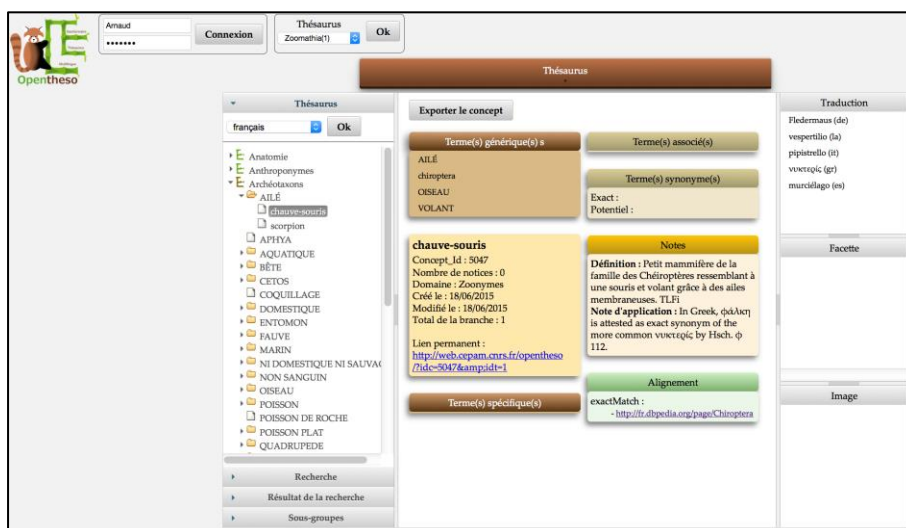 Opentheso
Arnaud
•••••••
Connexion
Thésaurus
Zoomathia(1)
Ok
Thésaurus
Thésaurus
français
Ok
Anatomie
Anthroponymes
Archéotaxons
AILÉ
chauve-souris
scorpion
APHYA
AQUATIQUE
BÊTE
CETOS
COQUILLAGE
DOMESTIQUE
ENTOMON
FAUVE
MARIN
NI DOMESTIQUE NI SAUVA
NON SANGUIN
OISEAU
POISSON
POISSON DE ROCHE
POISSON PLAT
QUADRUPEDE
Recherche
Résultat de la recherche
Sous-groupes
Exporter le concept
Terme(s) générique(s) s
AILÉ
chiroptera
OISEAU
VOLANT
chauve-souris
Concept_Id : 5047
Nombre de notices : 0
Domaine : Zoonymes
Créé le : 18/06/2015
Modifié le : 18/06/2015
Total de la branche : 1
Lien permanent :
http://web.cepam.cnrs.fr/opentheso
/?idc=5047&amp;idt=1
Terme(s) spécifique(s)
Terme(s) associé(s)
Terme(s) synonyme(s)
Exact :
Potentiel :
Notes
Définition : Petit mammifère de la
famille des Chéiroptères ressemblant à
une souris et volant grâce à des ailes
membraneuses. TLFi
Note d'application : In Greek, φάλκη
is attested as exact synonym of the
more common νυκτερίς by Hsch. φ
112.
Alignement
exactMatch :
- http://fr.dbpedia.org/page/Chiroptera
Traduction
Fledermaus (de)
vespertilio (la)
pipistrello (it)
νυκτερίς (gr)
murciélago (es)
Facette
Image